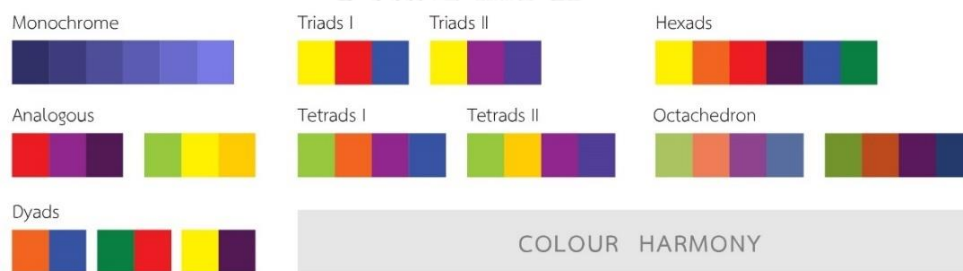 Monochrome
Triads I
Triads II
Hexads
Analogous
Tetrads I
Tetrads II
Octachedron
Dyads
COLOUR HARMONY